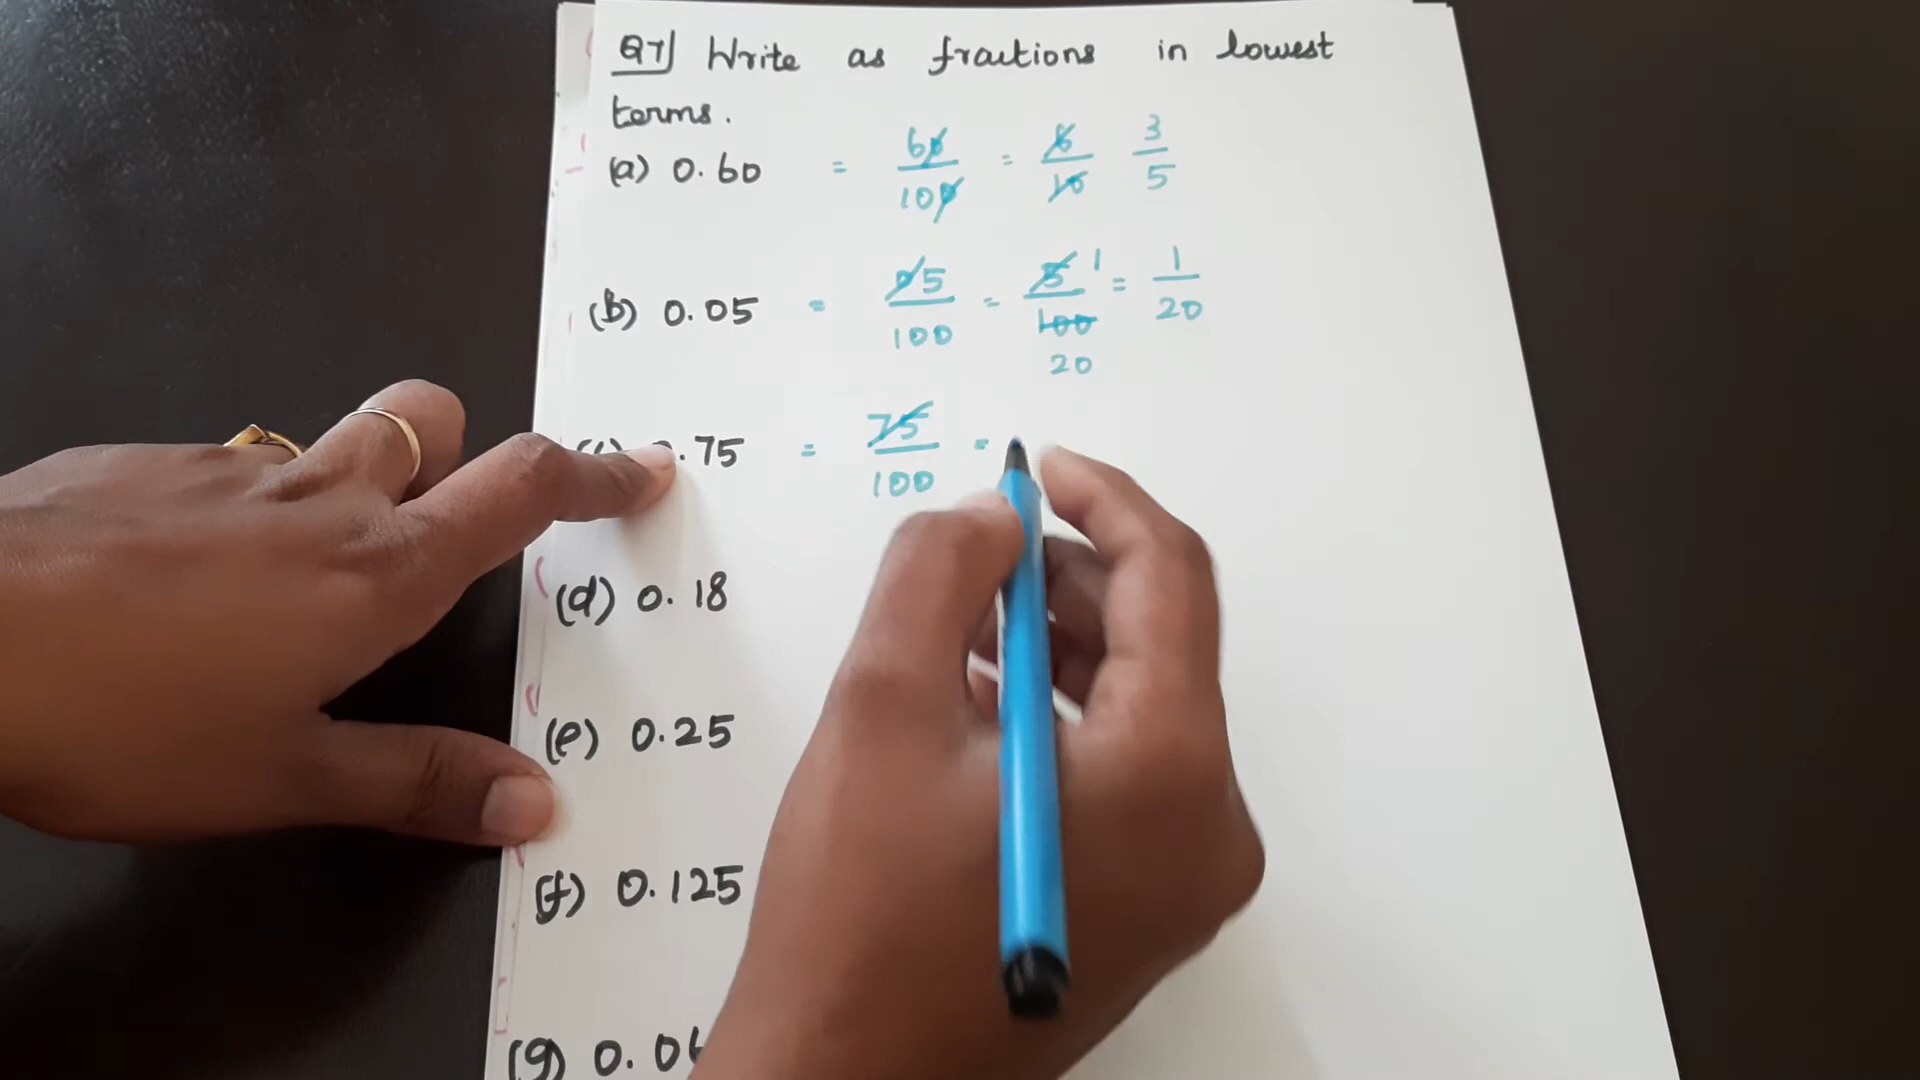 Q7) Write as fractions in lowest
terms.
(a) 0.60 = 60/100 = 6/10 3/5
(b) 0.05 = 05/100 = 5/100 1 20 = 1/20
.75 = 75/100 =
(d) 0.18
(e) 0.25
(f) 0.125
(g) 0.06